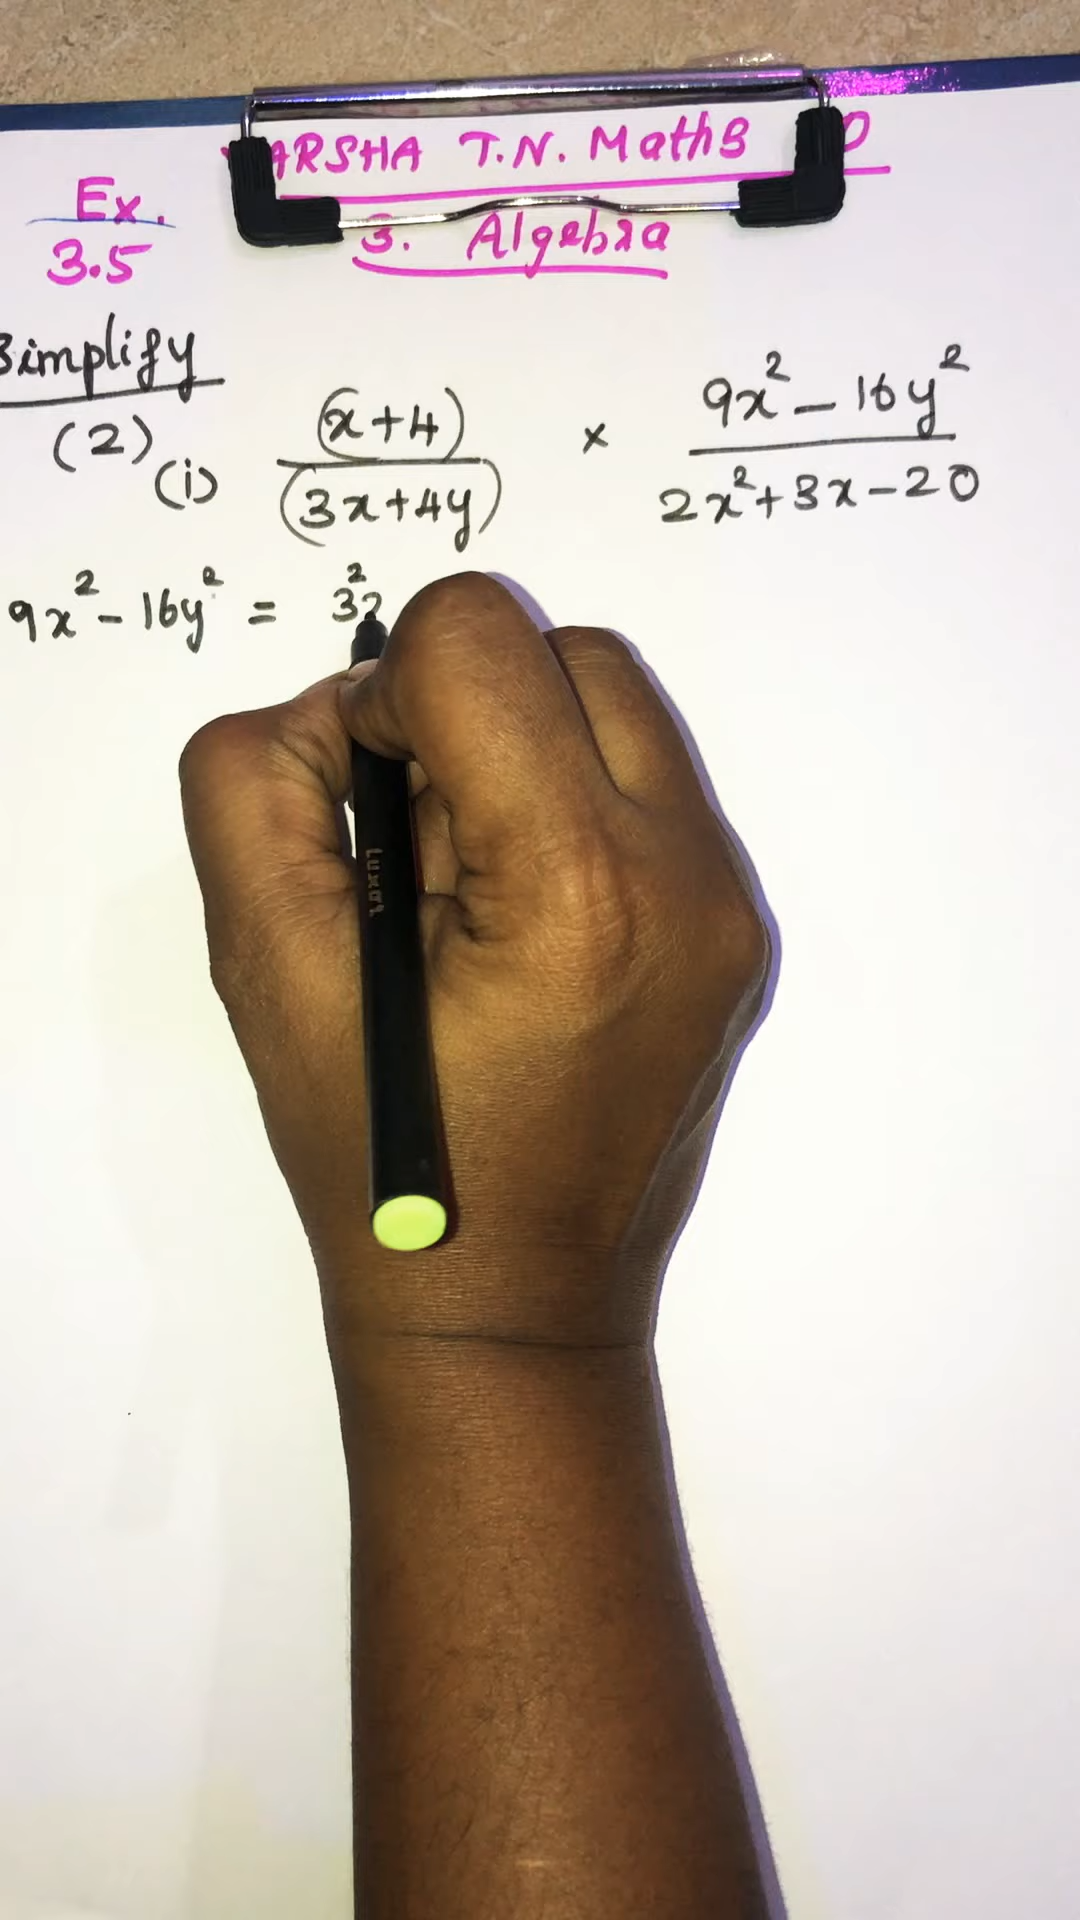 ARSHA T.N. Maths
Ex. 3. Algebra
3.5
Simplify
(2) (i) (x+4)/(3x+4y) × (9x²-16y²)/(2x²+3x-20)
9x²-16y² = 3²
Luxor